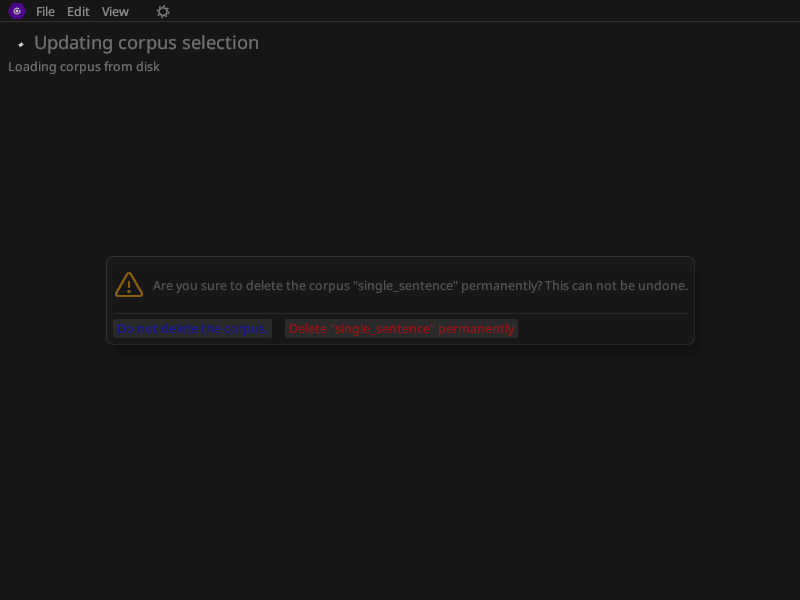 File Edit View
Updating corpus selection
Loading corpus from disk
Are you sure to delete the corpus "single_sentence" permanently? This can not be undone.
Do not delete the corpus. Delete "single_sentence" permanently